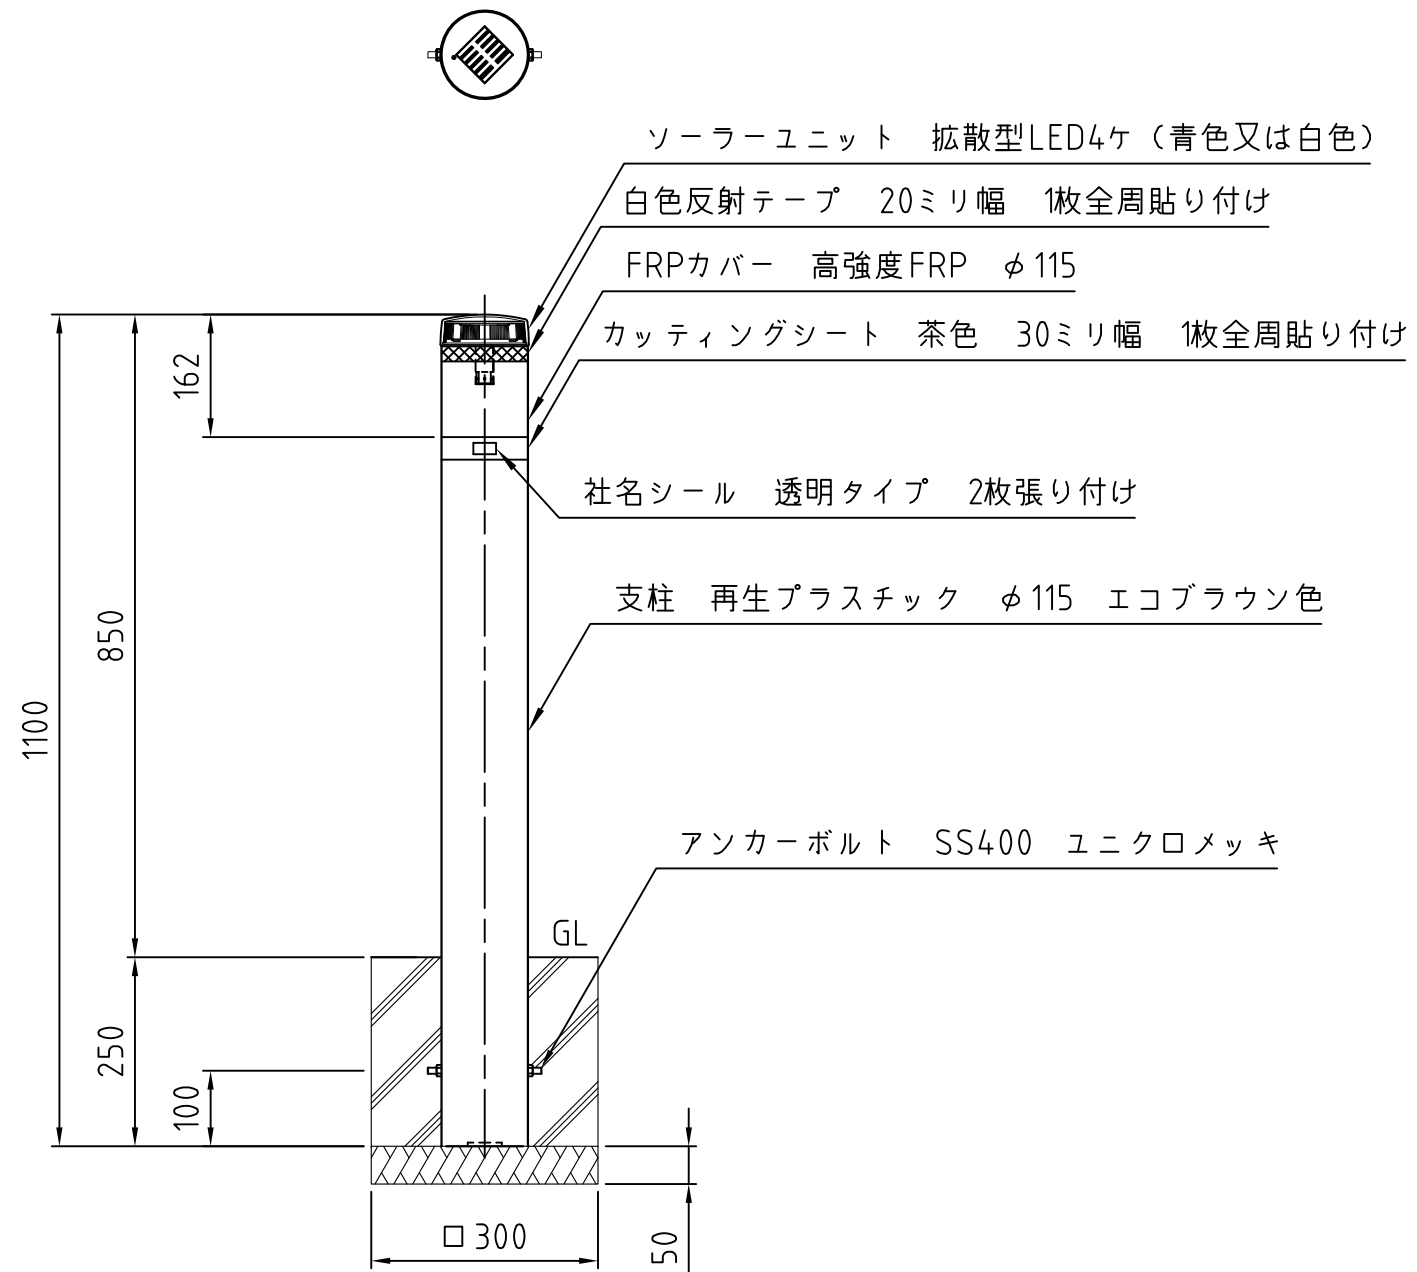 ソーラーユニット　拡散型LED4ケ（青色又は白色）
白色反射テープ　20ミリ幅　1枚全周貼り付け
FRPカバー　高強度FRP　φ115
カッティングシート　茶色　30ミリ幅　1枚全周貼り付け
162
社名シール　透明タイプ　2枚張り付け
支柱　再生プラスチック　φ115　エコブラウン色
850
1100
アンカーボルト　SS400　ユニクロメッキ
GL
250
100
□300
50